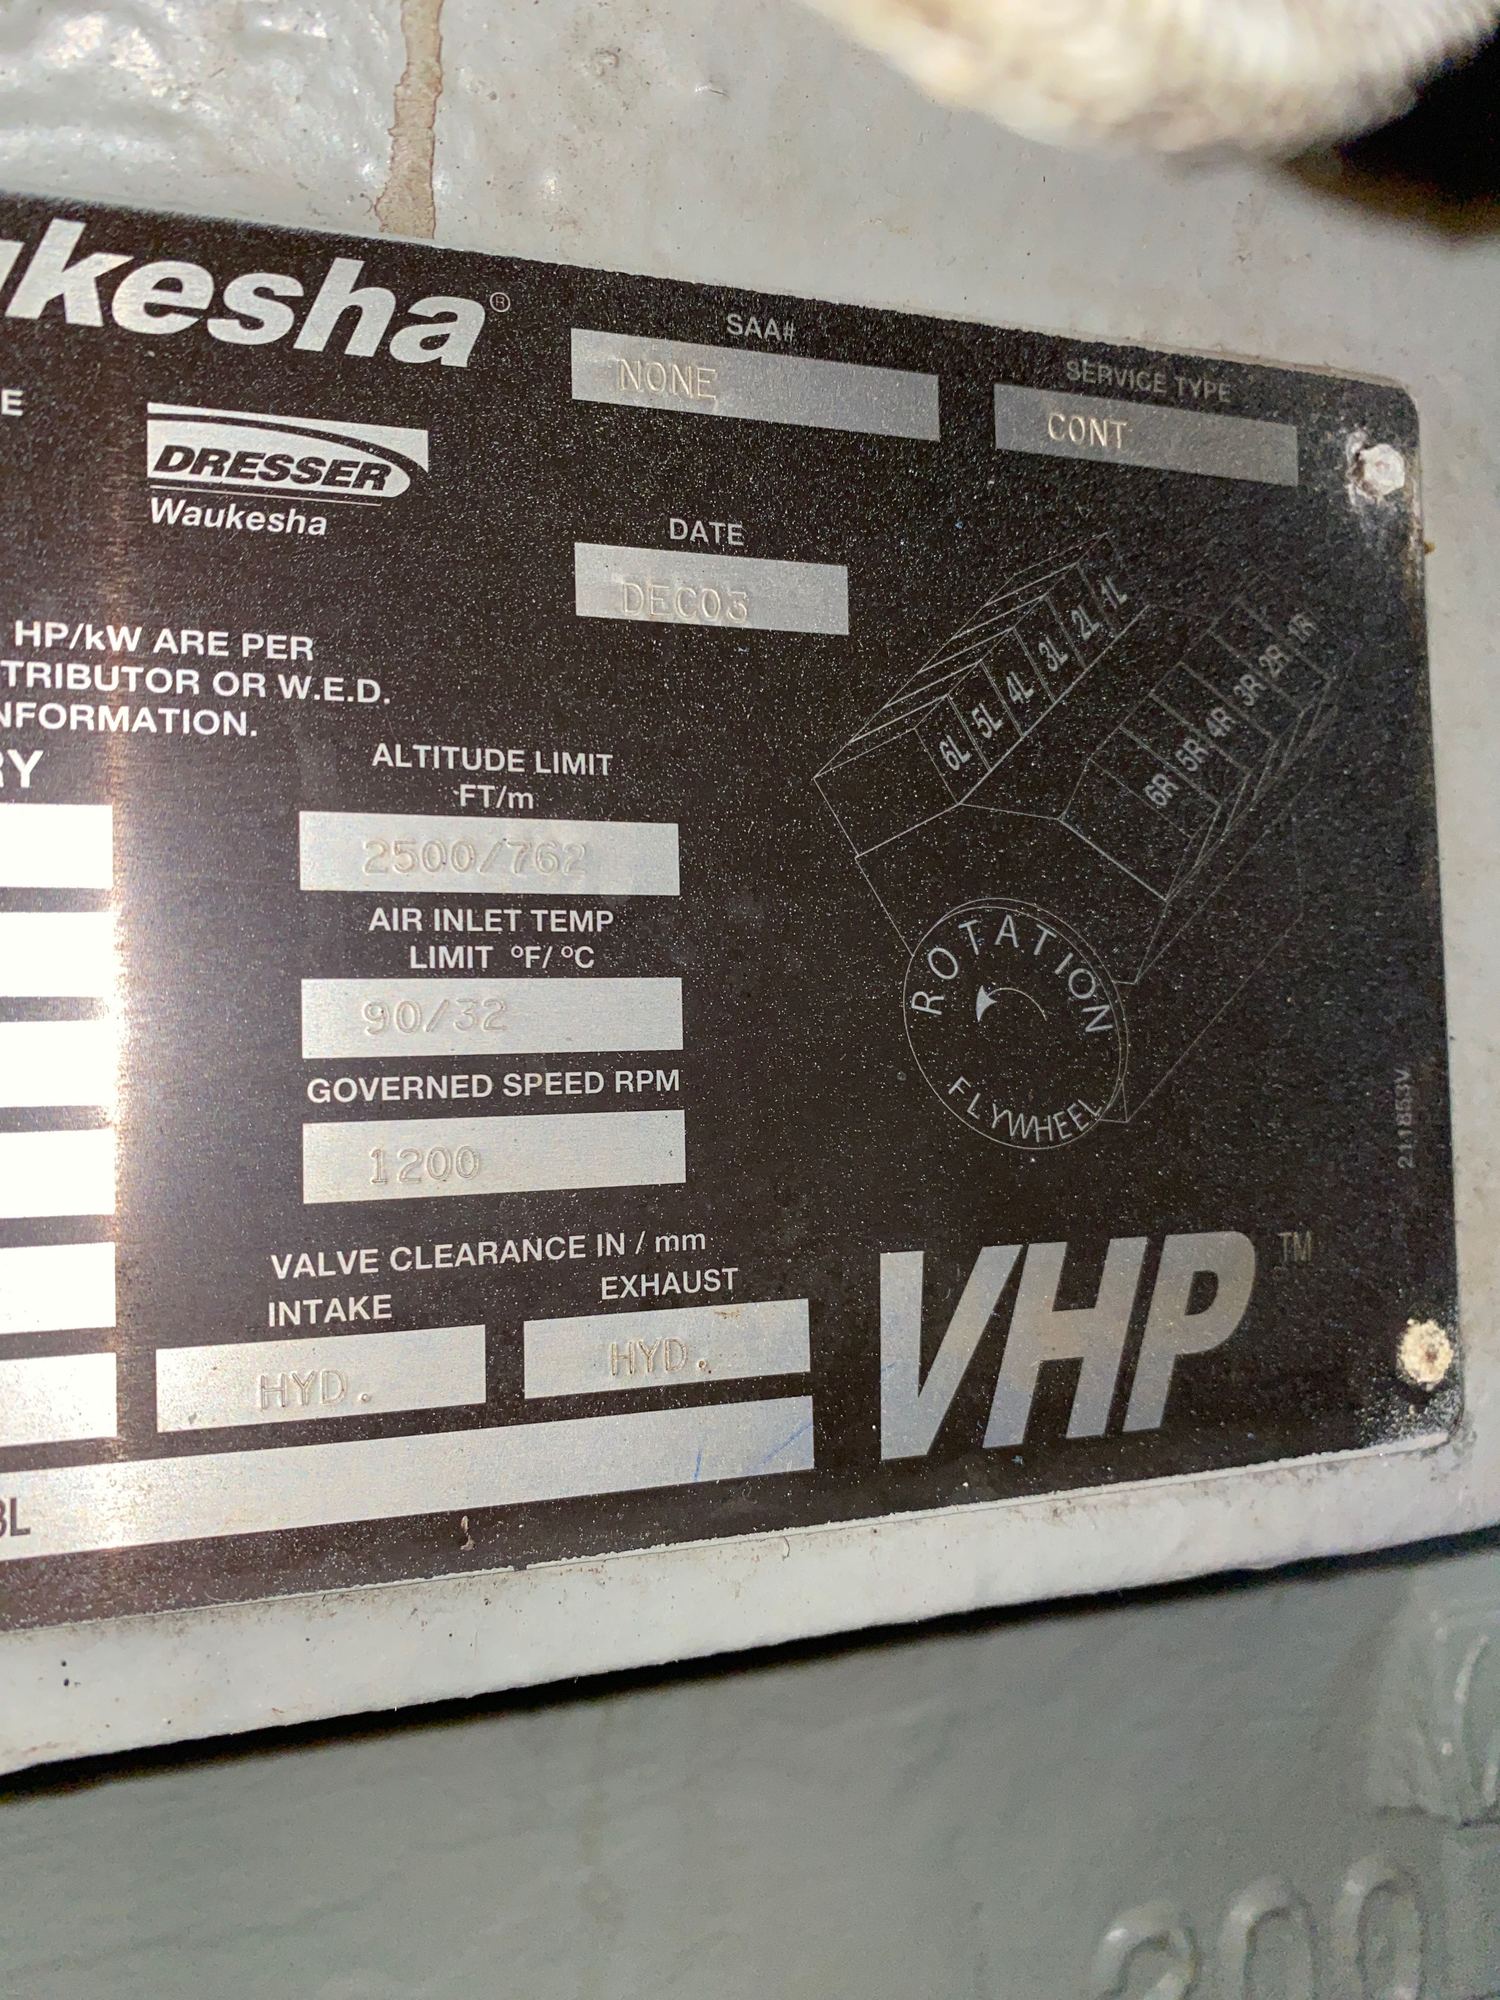 ukesha®
SAA#
NONE
SERVICE TYPE
CONT
E
DRESSER
Waukesha
DATE
DEC03
HP/kW ARE PER
TRIBUTOR OR W.E.D.
NFORMATION.
RY
ALTITUDE LIMIT
FT/m
2500/762
AIR INLET TEMP
LIMIT °F/ °C
90/32
GOVERNED SPEED RPM
1200
VALVE CLEARANCE IN / mm
INTAKE
EXHAUST
HYD.
HYD.
BL
6L 5L 4L 3L 2L 1L
6R 5R 4R 3R 2R 1R
ROTATION
FLYWHEEL
VHP™